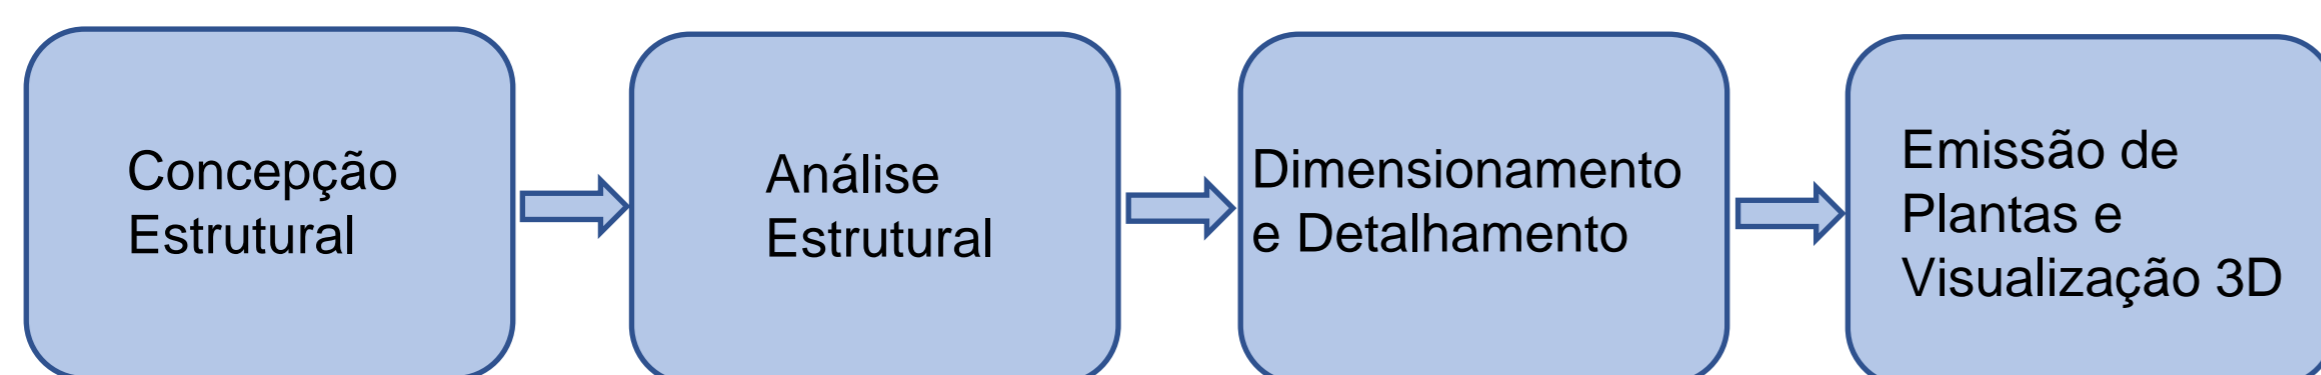 Concepção
Estrutural
Análise
Estrutural
Dimensionamento
e Detalhamento
Emissão de
Plantas e
Visualização 3D